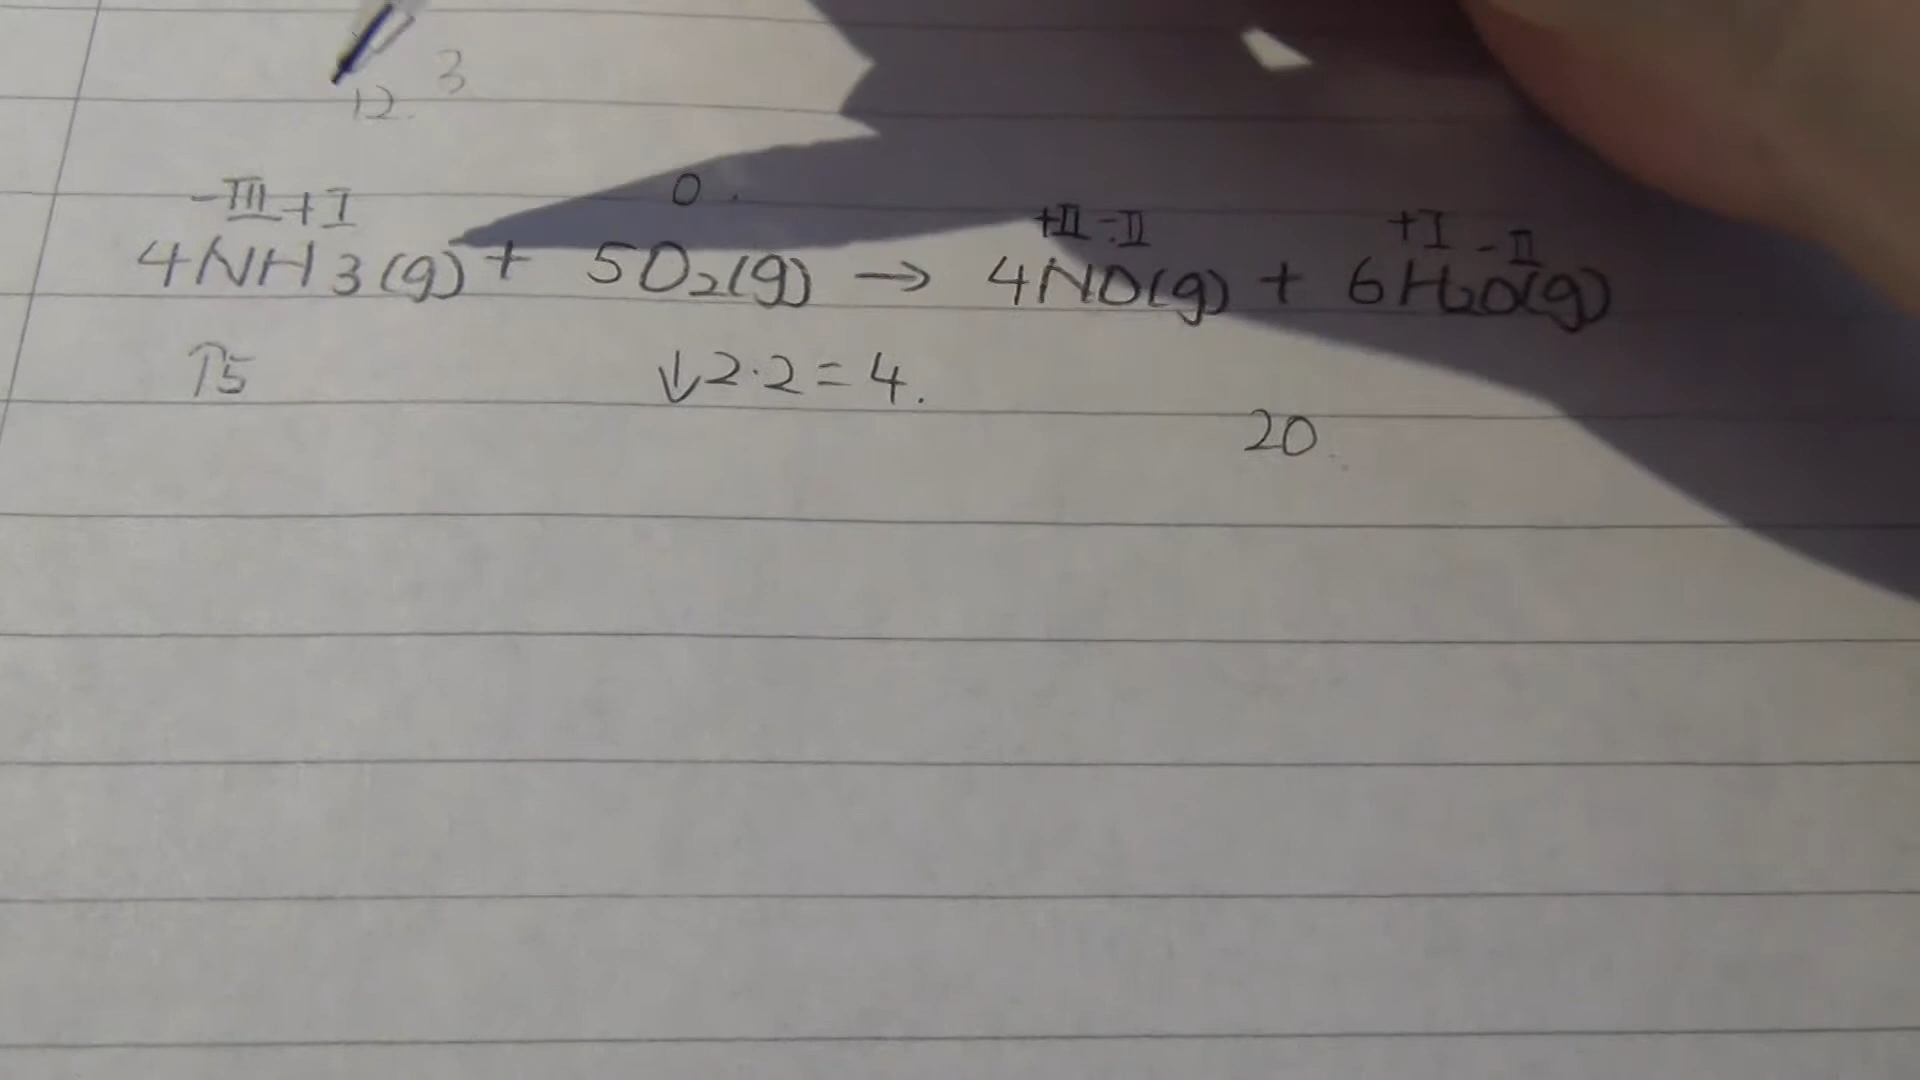 3
12.
-III +I 0. +II -II +I -II
4NH3(g) + 5O₂(g) → 4NO(g) + 6H₂O(g)
↑5 ↓2·2=4.
20.